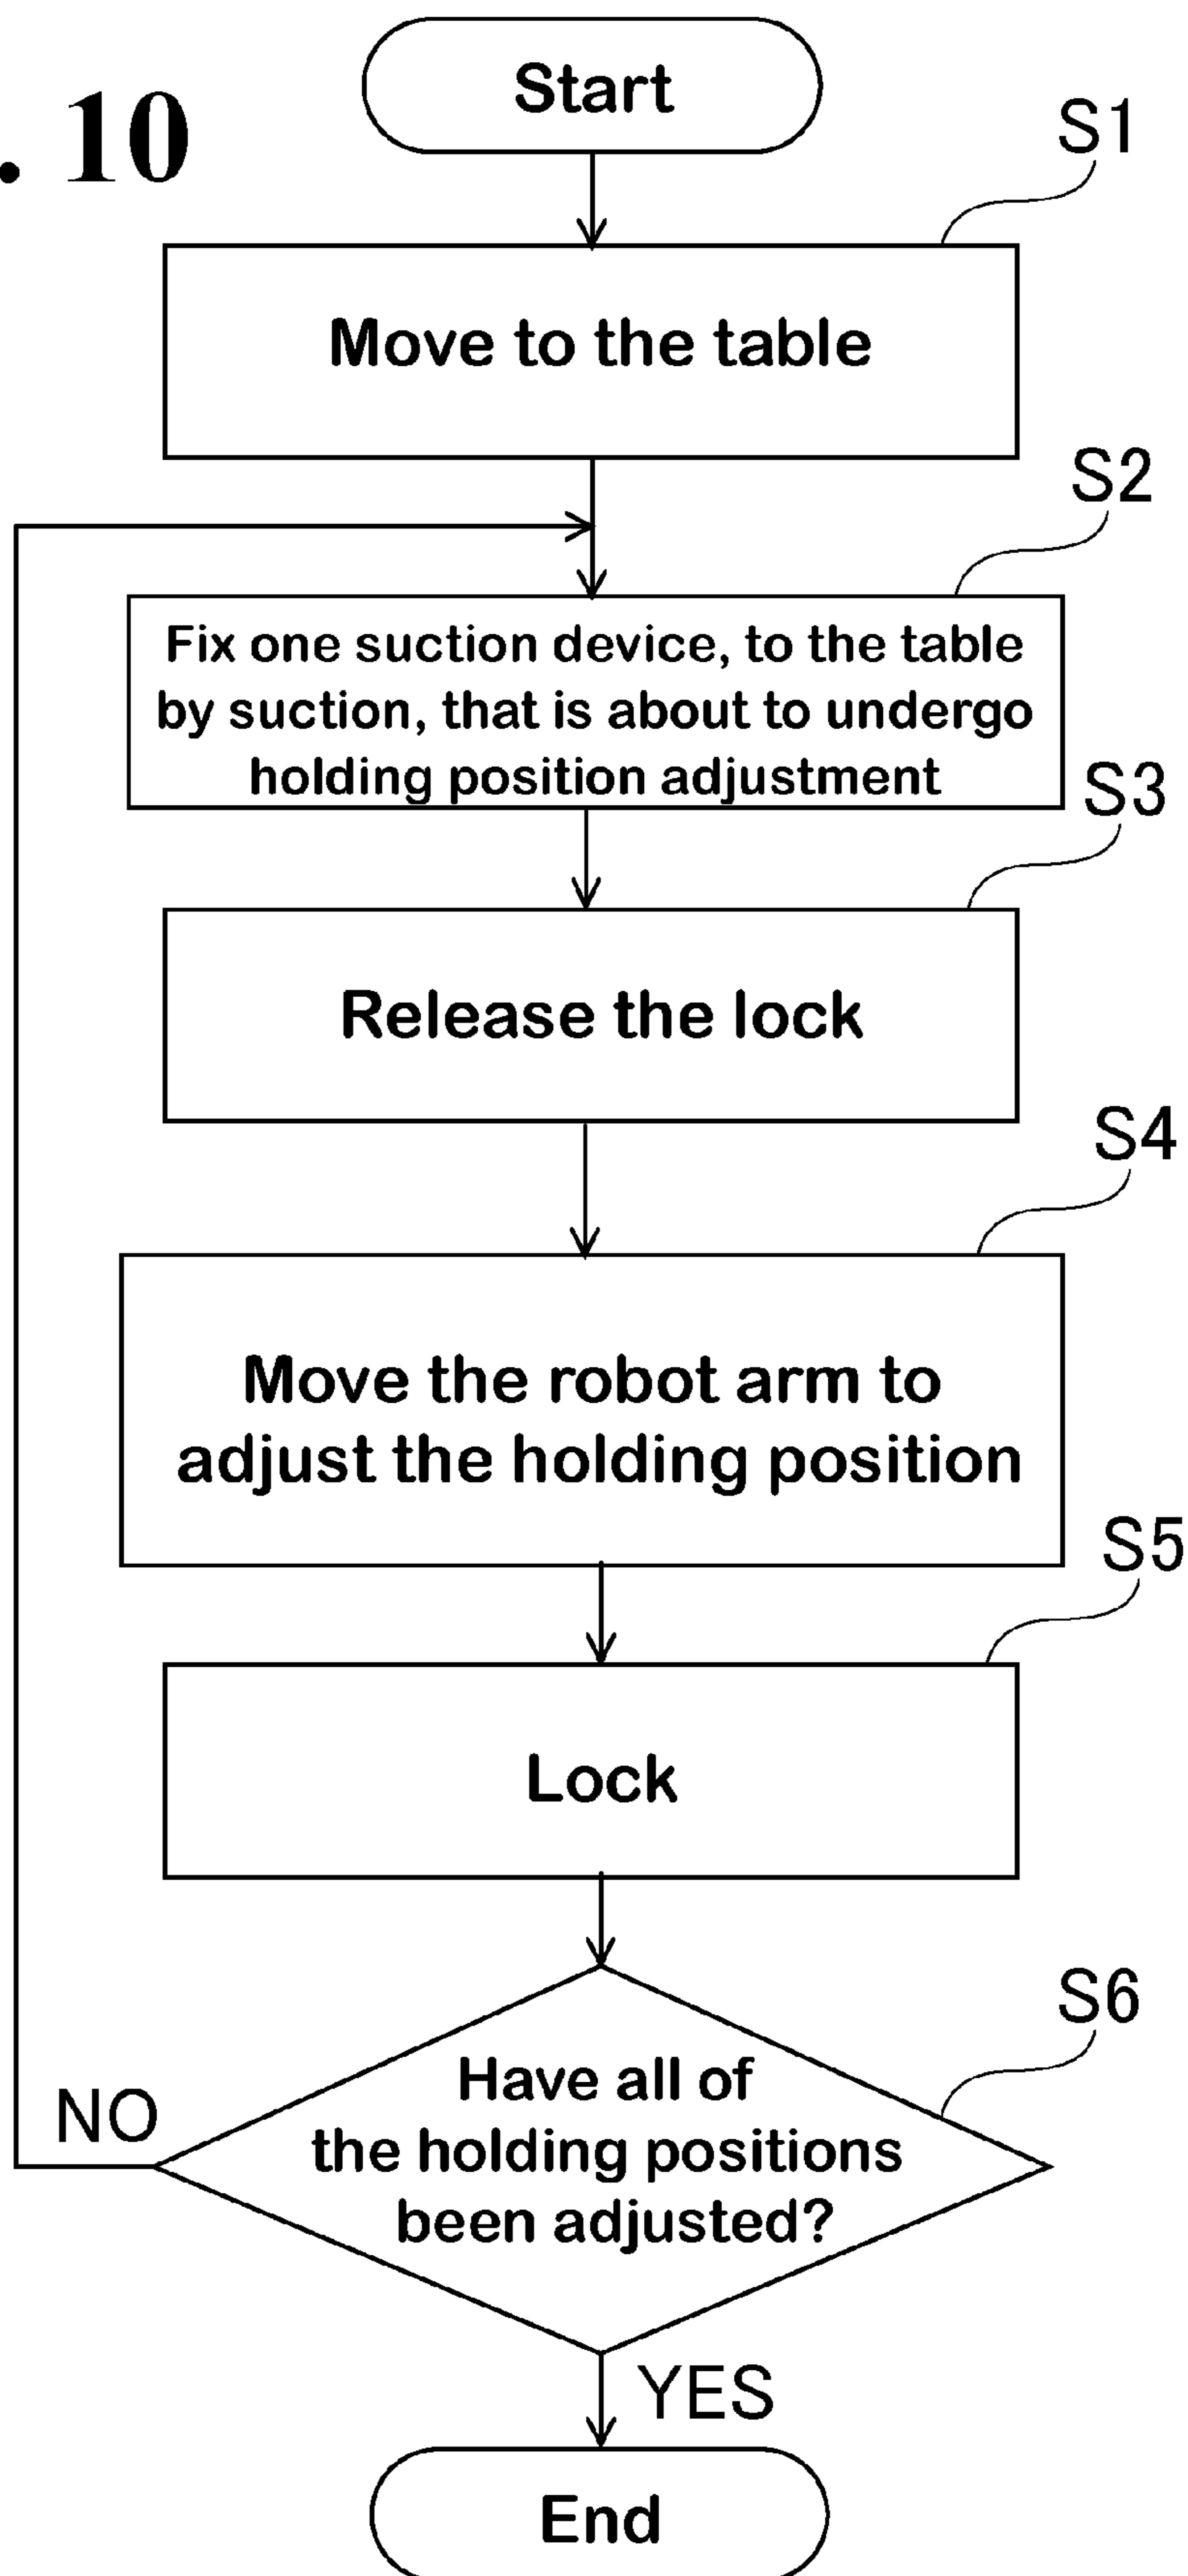 . 10
Start
S1
Move to the table
S2
Fix one suction device, to the table
by suction, that is about to undergo
holding position adjustment
S3
Release the lock
S4
Move the robot arm to
adjust the holding position
S5
Lock
S6
Have all of
the holding positions
been adjusted?
NO
YES
End